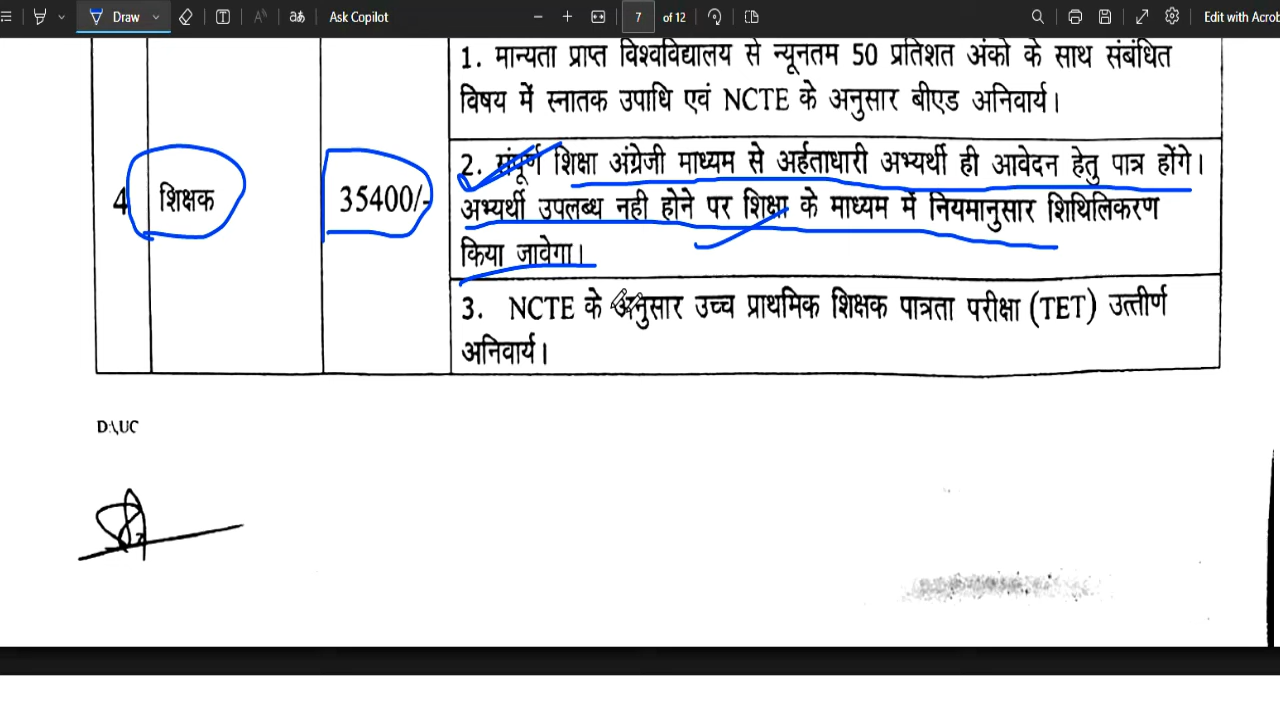 Draw
Ask Copilot
7 of 12
Edit with Acrob
1. मान्यता प्राप्त विश्वविद्यालय से न्यूनतम 50 प्रतिशत अंको के साथ संबंधित
विषय में स्नातक उपाधि एवं NCTE के अनुसार बीएड अनिवार्य।
4 शिक्षक 35400/-
2. संपूर्ण शिक्षा अंग्रेजी माध्यम से अर्हताधारी अभ्यर्थी ही आवेदन हेतु पात्र होंगे।
अभ्यर्थी उपलब्ध नही होने पर शिक्षा के माध्यम में नियमानुसार शिथिलिकरण
किया जावेगा।
3. NCTE के अनुसार उच्च प्राथमिक शिक्षक पात्रता परीक्षा (TET) उत्तीर्ण
अनिवार्य।
D:\UC